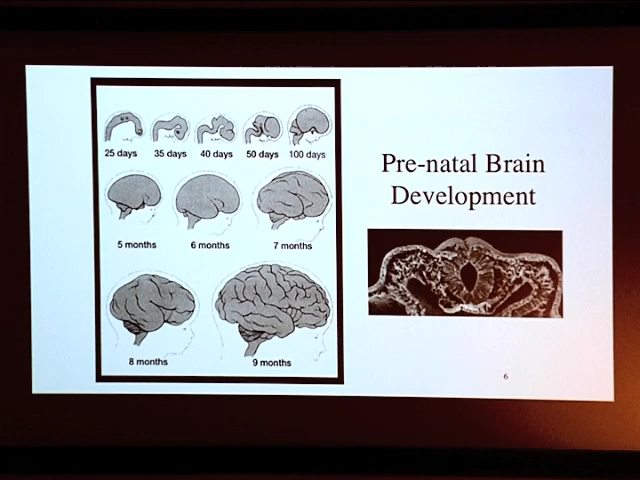 25 days 35 days 40 days 50 days 100 days
5 months 6 months 7 months
8 months 9 months
Pre-natal Brain
Development
6